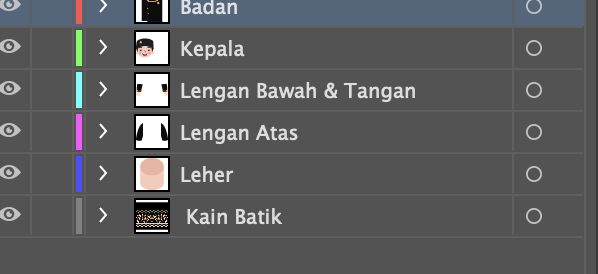 Badan
Kepala
Lengan Bawah & Tangan
Lengan Atas
Leher
Kain Batik